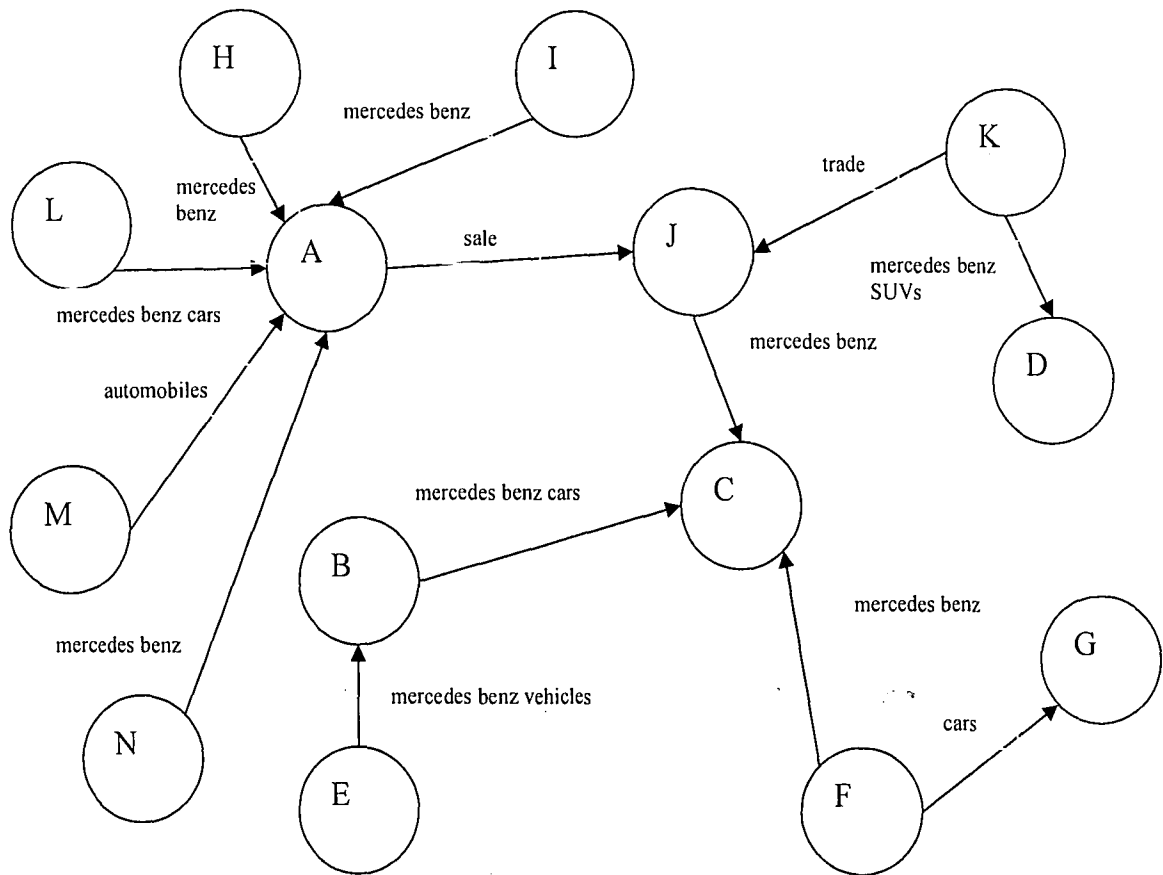 H
I
mercedes benz
K
trade
L
mercedes
benz
A
sale
J
mercedes benz
SUVs
mercedes benz cars
mercedes benz
D
automobiles
C
mercedes benz cars
M
B
mercedes benz
mercedes benz
G
mercedes benz vehicles
cars
N
E
F